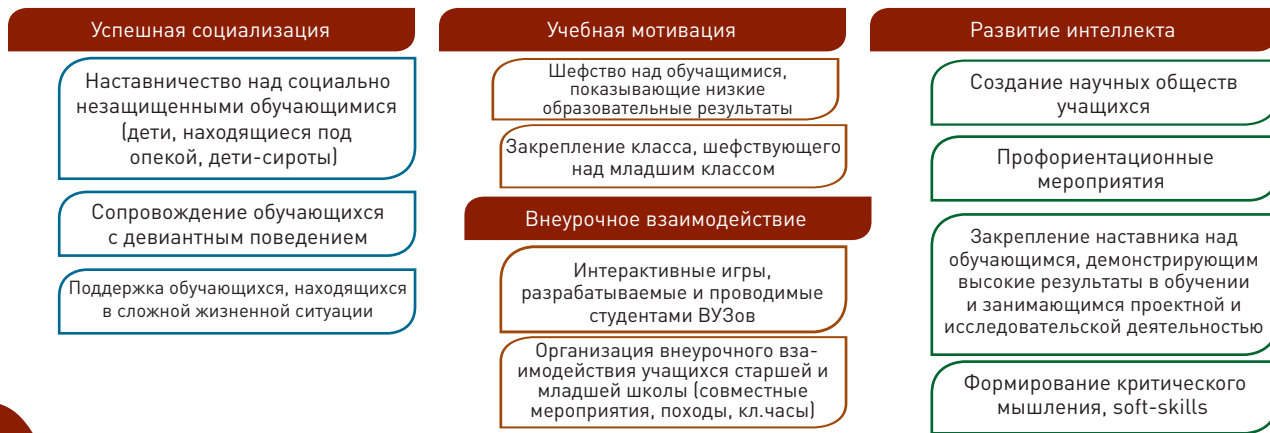 Успешная социализация
Наставничество над социально
незащищенными обучающимися
(дети, находящиеся под
опекой, дети-сироты)
Сопровождение обучающихся
с девиантным поведением
Поддержка обучающихся, находящихся
в сложной жизненной ситуации
Учебная мотивация
Шефство над обучащимися,
показывающие низкие
образовательные результаты
Закрепление класса, шефствующего
над младшим классом
Внеурочное взаимодействие
Интерактивные игры,
разрабатываемые и проводимые
студентами ВУЗов
Организация внеурочного вза-
имодействия учащихся старшей и
младшей школы (совместные
мероприятия, походы, кл.часы)
Развитие интеллекта
Создание научных обществ
учащихся
Профориентационные
мероприятия
Закрепление наставника над
обучающимся, демонстрирующим
высокие результаты в обучении
и занимающимся проектной и
исследовательской деятельностью
Формирование критического
мышления, soft-skills